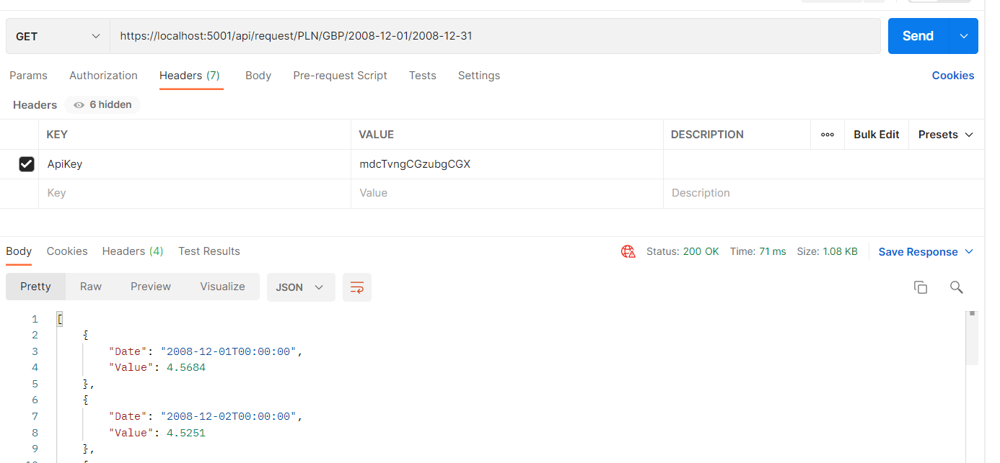 GET https://localhost:5001/api/request/PLN/GBP/2008-12-01/2008-12-31 Send
Params Authorization Headers (7) Body Pre-request Script Tests Settings Cookies
Headers 6 hidden
KEY VALUE DESCRIPTION Bulk Edit Presets
ApiKey mdcTvngCGzubgCGX
Key Value Description
Body Cookies Headers (4) Test Results Status: 200 OK Time: 71 ms Size: 1.08 KB Save Response
Pretty Raw Preview Visualize JSON
1 [
2 {
3 "Date": "2008-12-01T00:00:00",
4 "Value": 4.5684
5 },
6 {
7 "Date": "2008-12-02T00:00:00",
8 "Value": 4.5251
9 },